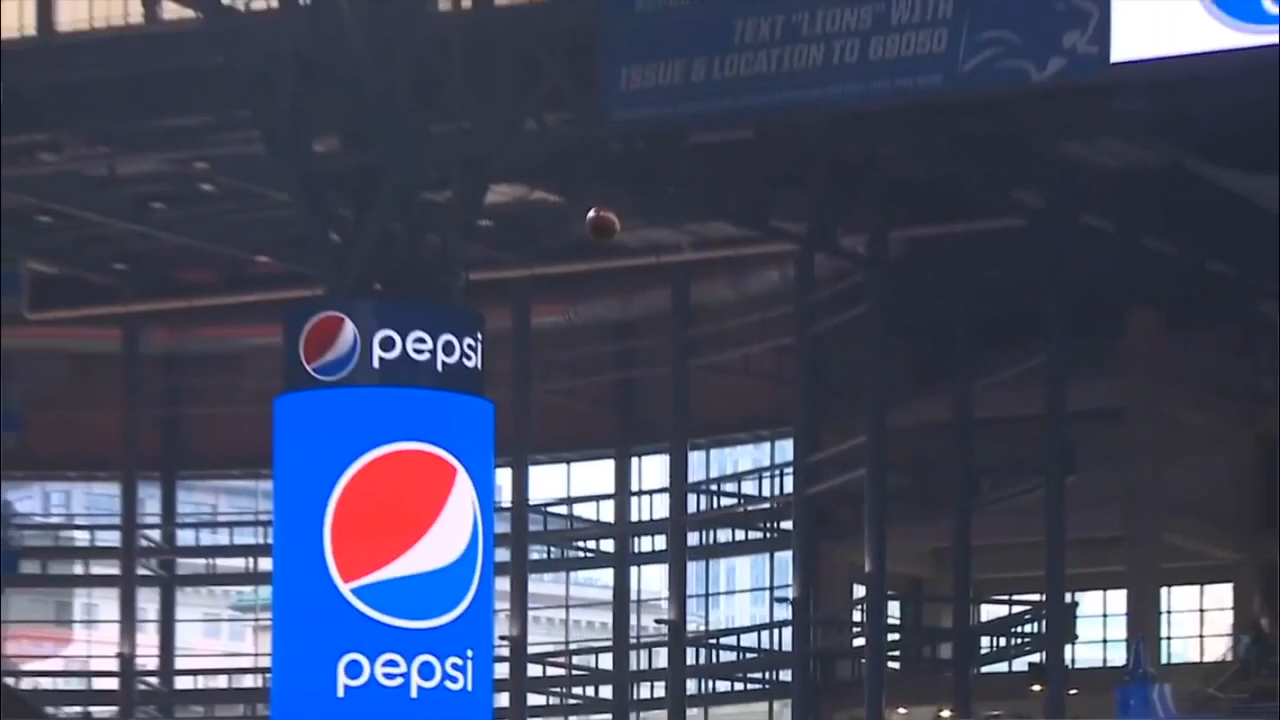 TEXT "LIONS" WITH
ISSUE & LOCATION TO 69050
pepsi
pepsi